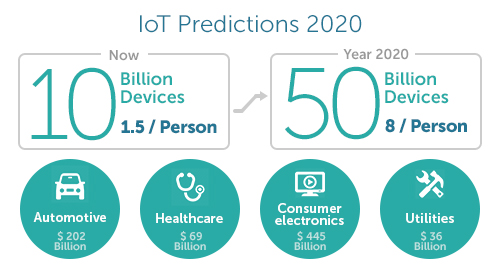 IoT Predictions 2020
Now
10 Billion
Devices
1.5 / Person
Year 2020
50 Billion
Devices
8 / Person
Automotive
$ 202
Billion
Healthcare
$ 69
Billion
Consumer
electronics
$ 445
Billion
Utilities
$ 36
Billion